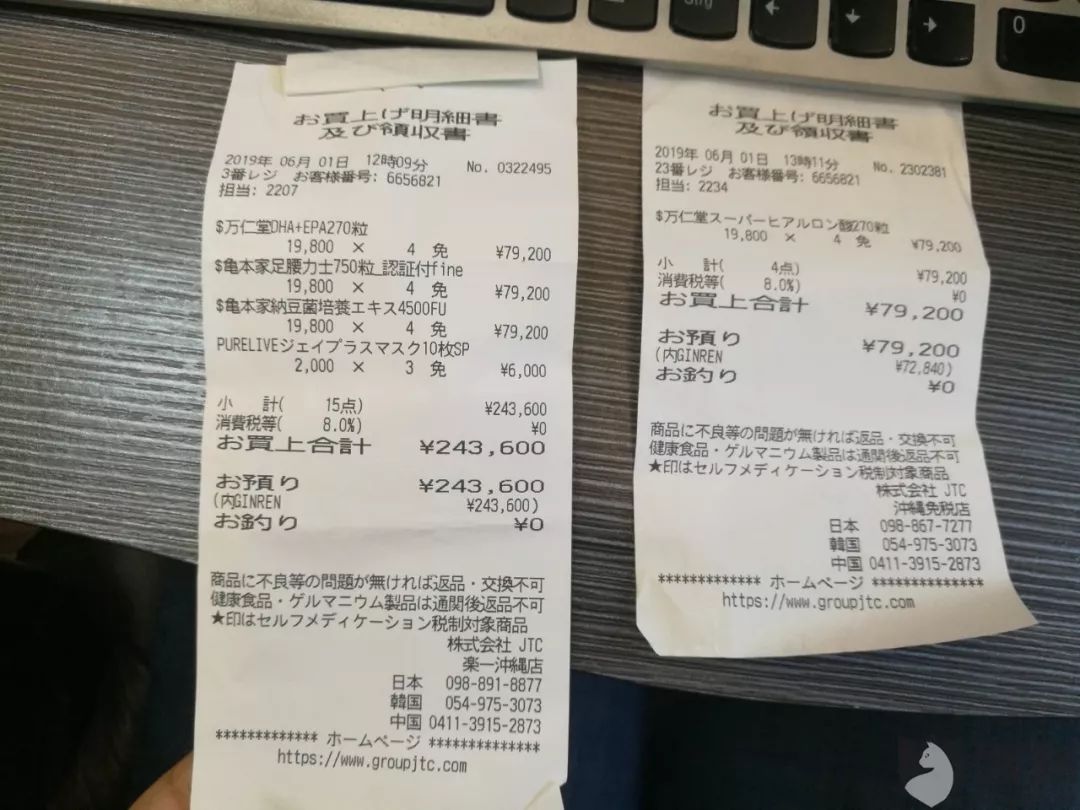 お買上げ明細書
及び領収書
2019年 06月 01日 12時09分 No. 0322495
3番レジ お客様番号: 6656821
担当: 2207
$万仁堂DHA+EPA270粒
19,800 × 4 免 ¥79,200
$亀本家足腰力士750粒_認証付fine
19,800 × 4 免 ¥79,200
$亀本家納豆菌培養エキス4500FU
19,800 × 4 免 ¥79,200
PURELIVEジェイプラスマスク10枚SP
2,000 × 3 免 ¥6,000
小 計( 15点) ¥243,600
消費税等( 8.0%) ¥0
お買上合計 ¥243,600
お預り ¥243,600
(内GINREN ¥243,600)
お釣り ¥0
商品に不良等の問題が無ければ返品・交換不可
健康食品・ゲルマニウム製品は通関後返品不可
★印はセルフメディケーション税制対象商品
株式会社 JTC
楽一沖縄店
日本 098-891-8877
韓国 054-975-3073
中国 0411-3915-2873
************* ホームページ **************
https://www.groupjtc.com
お買上げ明細書
及び領収書
2019年 06月 01日 13時11分 No. 2302381
23番レジ お客様番号: 6656821
担当: 2234
$万仁堂スーパーヒアルロン酸270粒
19,800 × 4 免 ¥79,200
小 計( 4点) ¥79,200
消費税等( 8.0%) ¥0
お買上合計 ¥79,200
お預り ¥79,200
(内GINREN ¥72,840)
お釣り ¥0
商品に不良等の問題が無ければ返品・交換不可
健康食品・ゲルマニウム製品は通関後返品不可
★印はセルフメディケーション税制対象商品
株式会社 JTC
沖縄免税店
日本 098-867-7277
韓国 054-975-3073
中国 0411-3915-2873
************* ホームページ **************
https://www.groupjtc.com
0